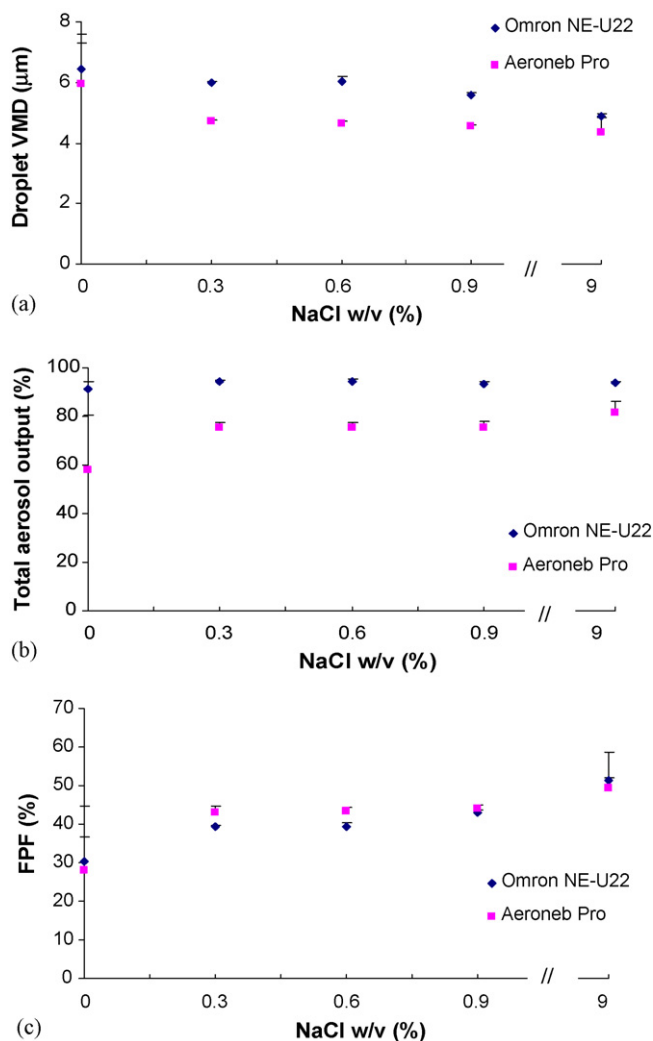 Droplet VMD (μm)
8
6
4
2
0
Omron NE-U22
Aeroneb Pro
0 0.3 0.6 0.9 // 9
NaCl w/v (%)
(a)
Total aerosol output (%)
100
80
60
40
20
0
Omron NE-U22
Aeroneb Pro
0 0.3 0.6 0.9 // 9
NaCl w/v (%)
(b)
FPF (%)
70
60
50
40
30
20
10
0
Omron NE-U22
Aeroneb Pro
0 0.3 0.6 0.9 // 9
NaCl w/v (%)
(c)